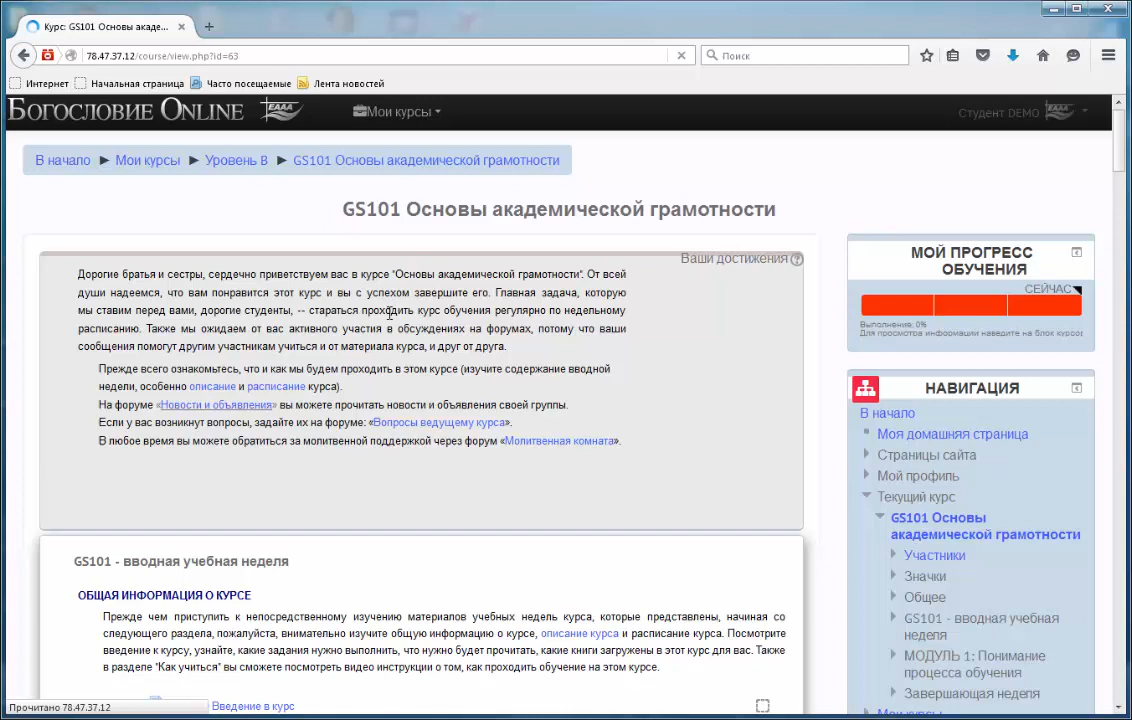 Курс: GS101 Основы акаде...
78.47.37.12/course/view.php?id=63
Поиск
Интернет
Начальная страница
Часто посещаемые
Лента новостей
Богословие Online
ЕААА
Мои курсы
Студент DEMO
В начало ► Мои курсы ► Уровень B ► GS101 Основы академической грамотности
GS101 Основы академической грамотности
Ваши достижения
Дорогие братья и сестры, сердечно приветствуем вас в курсе "Основы академической грамотности". От всей
души надеемся, что вам понравится этот курс и вы с успехом завершите его. Главная задача, которую
мы ставим перед вами, дорогие студенты, -- стараться проходить курс обучения регулярно по недельному
расписанию. Также мы ожидаем от вас активного участия в обсуждениях на форумах, потому что ваши
сообщения помогут другим участникам учиться и от материала курса, и друг от друга.
Прежде всего ознакомьтесь, что и как мы будем проходить в этом курсе (изучите содержание вводной
недели, особенно описание и расписание курса).
На форуме «Новости и объявления» вы можете прочитать новости и объявления своей группы.
Если у вас возникнут вопросы, задайте их на форуме: «Вопросы ведущему курса».
В любое время вы можете обратиться за молитвенной поддержкой через форум «Молитвенная комната».
GS101 - вводная учебная неделя
ОБЩАЯ ИНФОРМАЦИЯ О КУРСЕ
Прежде чем приступить к непосредственному изучению материалов учебных недель курса, которые представлены, начиная со
следующего раздела, пожалуйста, внимательно изучите общую информацию о курсе, описание курса и расписание курса. Посмотрите
введение к курсу, узнайте, какие задания нужно выполнить, что нужно будет прочитать, какие книги загружены в этот курс для вас. Также
в разделе "Как учиться" вы сможете посмотреть видео инструкции о том, как проходить обучение на этом курсе.
Введение в курс
МОЙ ПРОГРЕСС
ОБУЧЕНИЯ
СЕЙЧАС
Выполнения: 0%
Для просмотра информации наведите на блок курсор
НАВИГАЦИЯ
В начало
Моя домашняя страница
Страницы сайта
Мой профиль
Текущий курс
GS101 Основы
академической грамотности
Участники
Значки
Общее
GS101 - вводная учебная
неделя
МОДУЛЬ 1: Понимание
процесса обучения
Завершающая неделя
Мои курсы
Прочитано 78.47.37.12